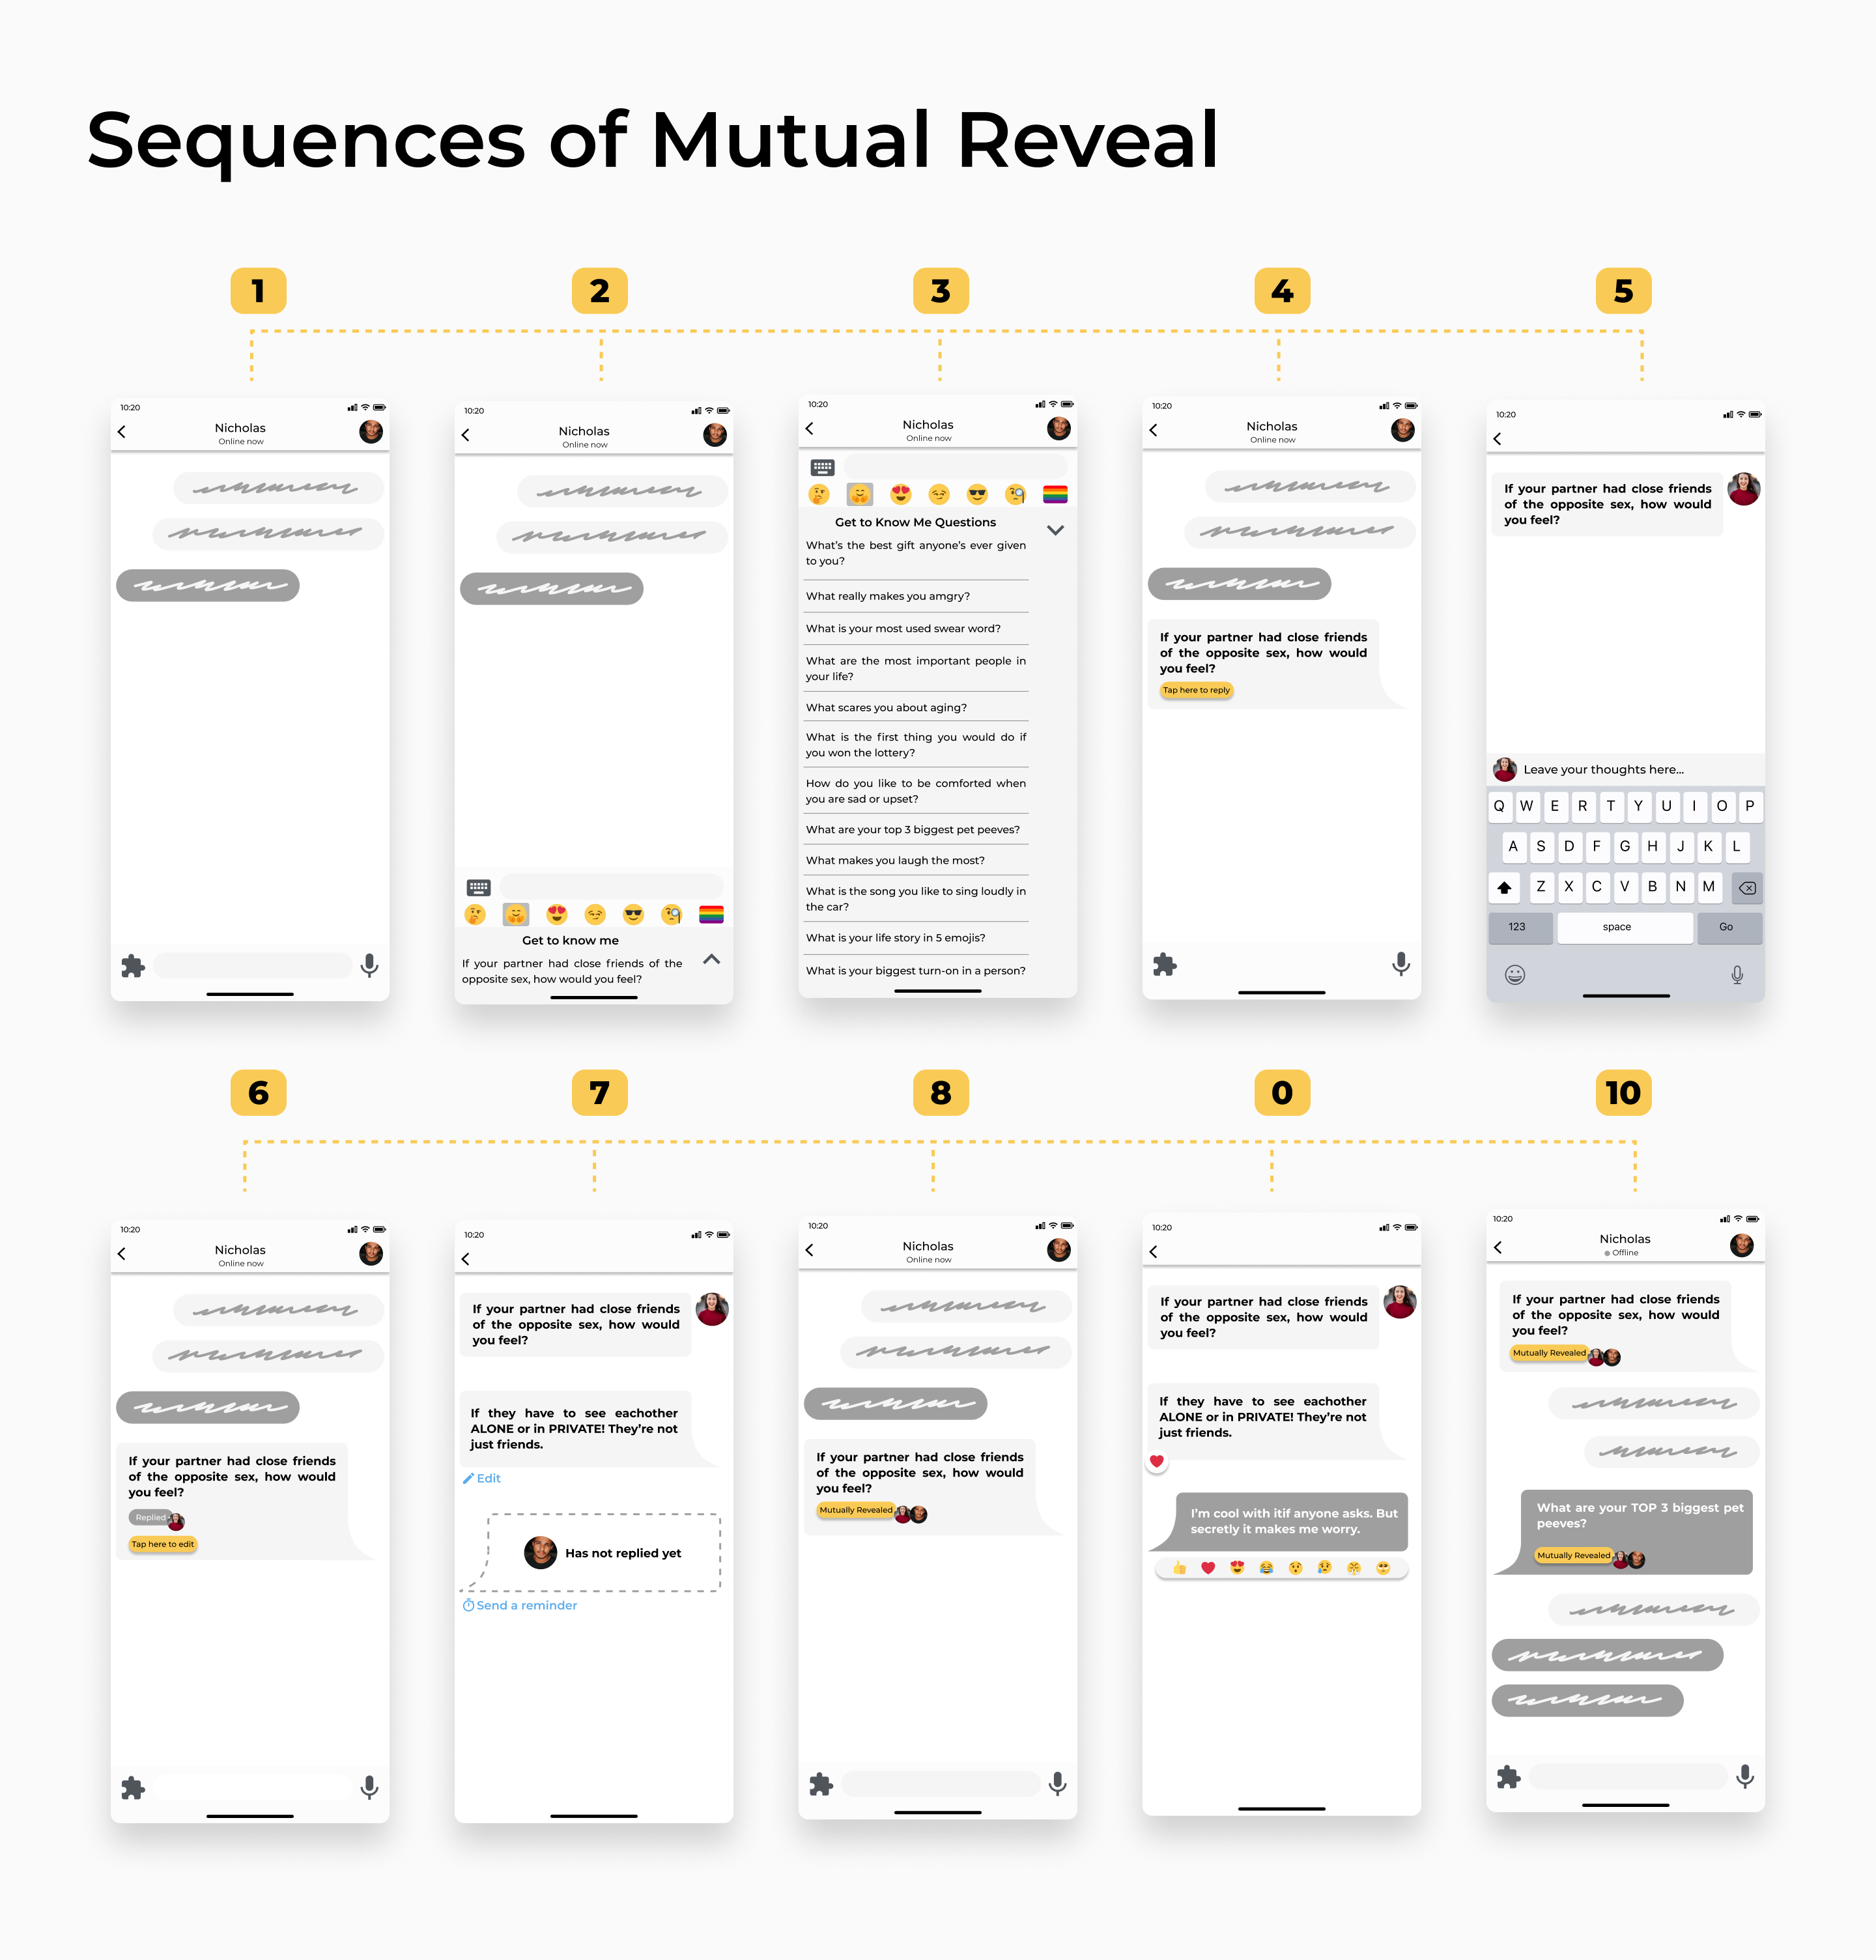 Sequences of Mutual Reveal
1
2
3
4
5
10:20
Nicholas
Online now
10:20
Nicholas
Online now
Get to know me
If your partner had close friends of the
opposite sex, how would you feel?
10:20
Nicholas
Online now
Get to Know Me Questions
What's the best gift anyone's ever given
to you?
What really makes you amgry?
What is your most used swear word?
What are the most important people in
your life?
What scares you about aging?
What is the first thing you would do if
you won the lottery?
How do you like to be comforted when
you are sad or upset?
What are your top 3 biggest pet peeves?
What makes you laugh the most?
What is the song you like to sing loudly in
the car?
What is your life story in 5 emojis?
What is your biggest turn-on in a person?
10:20
Nicholas
Online now
If your partner had close friends
of the opposite sex, how would
you feel?
Tap here to reply
10:20
If your partner had close friends
of the opposite sex, how would
you feel?
Leave your thoughts here...
Q W E R T Y U I O P
A S D F G H J K L
Z X C V B N M
123 space Go
6
7
8
0
10
10:20
Nicholas
Online now
If your partner had close friends
of the opposite sex, how would
you feel?
Replied
Tap here to edit
10:20
If your partner had close friends
of the opposite sex, how would
you feel?
If they have to see eachother
ALONE or in PRIVATE! They're not
just friends.
Edit
Has not replied yet
Send a reminder
10:20
Nicholas
Online now
If your partner had close friends
of the opposite sex, how would
you feel?
Mutually Revealed
10:20
If your partner had close friends
of the opposite sex, how would
you feel?
If they have to see eachother
ALONE or in PRIVATE! They're not
just friends.
I'm cool with itif anyone asks. But
secretly it makes me worry.
10:20
Nicholas
Offline
If your partner had close friends
of the opposite sex, how would
you feel?
Mutually Revealed
What are your TOP 3 biggest pet
peeves?
Mutually Revealed